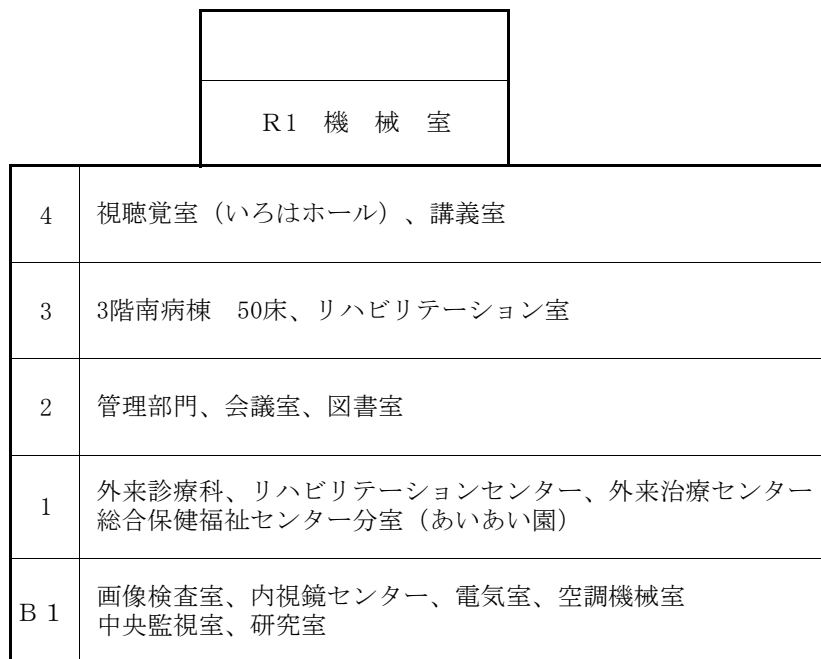 R1 機 械 室
4 視聴覚室（いろはホール）、講義室
3 3階南病棟　50床、リハビリテーション室
2 管理部門、会議室、図書室
1 外来診療科、リハビリテーションセンター、外来治療センター
総合保健福祉センター分室（あいあい園）
B1 画像検査室、内視鏡センター、電気室、空調機械室
中央監視室、研究室